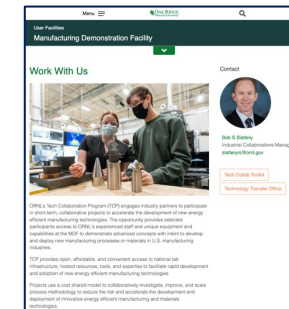 Menu
OAK RIDGE
National Laboratory
User Facilities
Manufacturing Demonstration Facility
Work With Us
Contact
Bob S Slattery
Industrial Collaborations Manag
slatteryrs@ornl.gov
Tech Collab Toolkit
Technology Transfer Office
ORNL's Tech Collaboration Program (TCP) engages industry partners to participate
in short-term, collaborative projects to accelerate the development of new energy
efficient manufacturing technologies. The opportunity provides selected
participants access to ORNL's experienced staff and unique equipment and
capabilities at the MDF to demonstrate advanced concepts with intent to develop
and deploy new manufacturing processes or materials in U.S. manufacturing
industries.
TCP provides open, affordable, and convenient access to national lab
infrastructure, hosted resources, tools, and expertise to facilitate rapid development
and adoption of new energy efficient manufacturing technologies.
Projects use a cost shared model to collaboratively investigate, improve, and scale
process methodology to reduce the risk and accelerate the development and
deployment of innovative energy efficient manufacturing and materials
technologies.